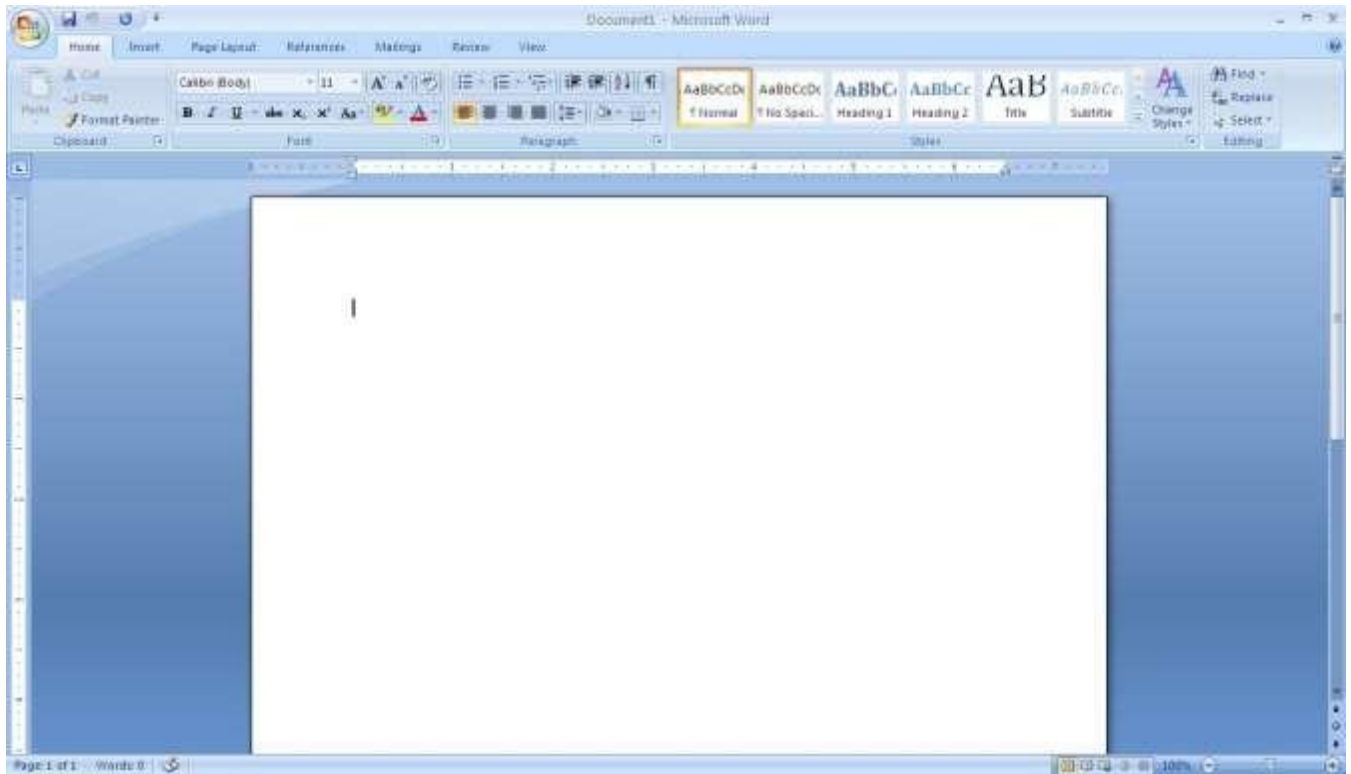 Document1 - Microsoft Word
Home Insert Page Layout References Mailings Review View
Cut
Copy
Paste
Format Painter
Clipboard
Calibri (Body) 11
B I U abe x, x' Aa A
Font
Paragraph
AaBbCcDc AaBbCcDc AaBbC AaBbCc AaB AaBbCc.
¶ Normal ¶ No Spaci... Heading 1 Heading 2 Title Subtitle
Change
Styles
Styles
Find
Replace
Select
Editing
Page: 1 of 1 Words: 0 100%